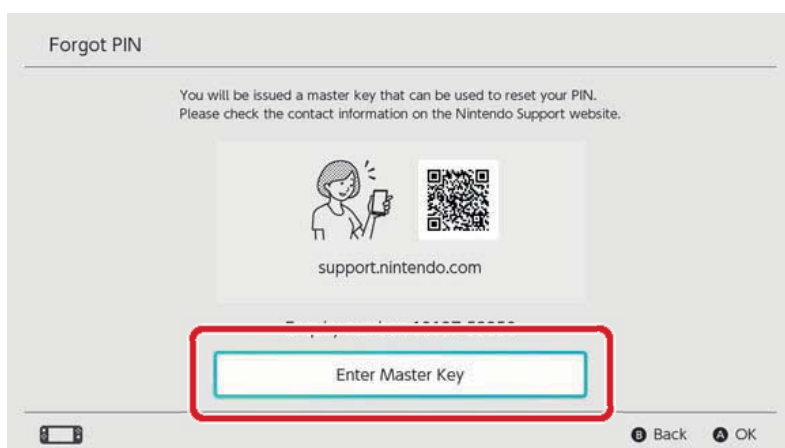 Forgot PIN
You will be issued a master key that can be used to reset your PIN.
Please check the contact information on the Nintendo Support website.
support.nintendo.com
Enter Master Key
B Back A OK